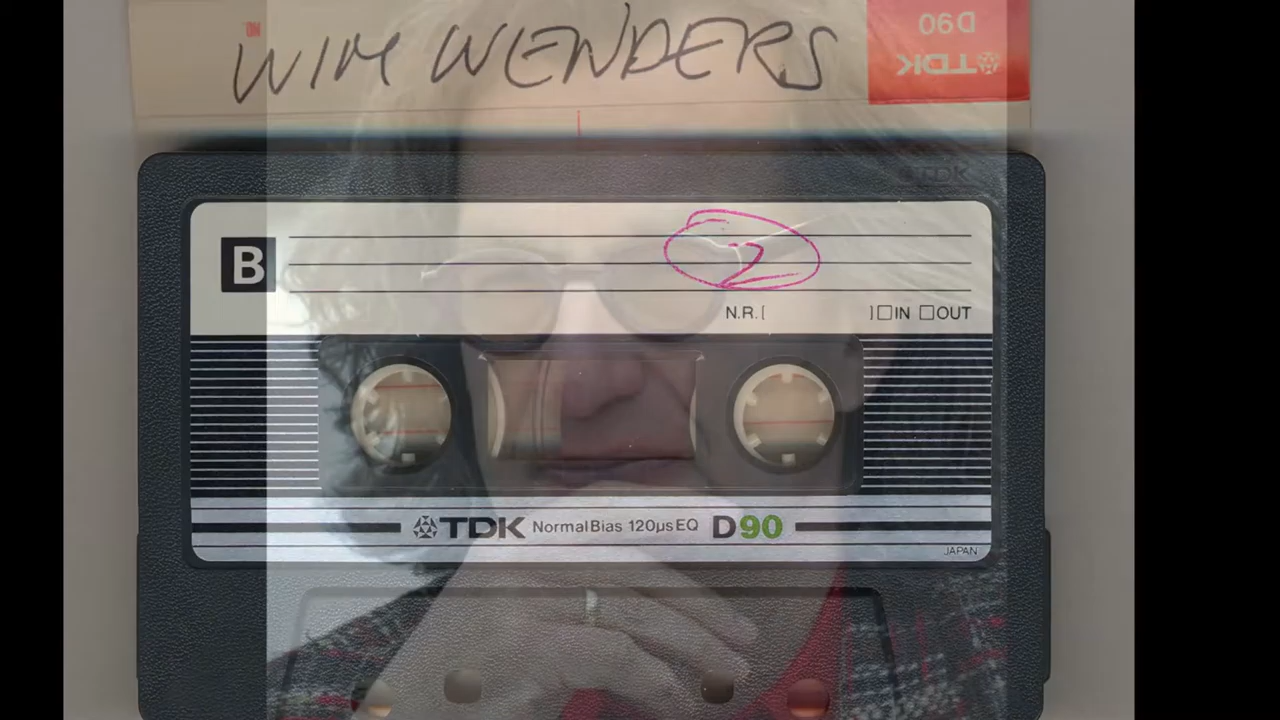 WIM WENDERS
D90
TDK
TDK
B
2
N.R. [ ] IN OUT
TDK Normal Bias 120µs EQ D90
JAPAN